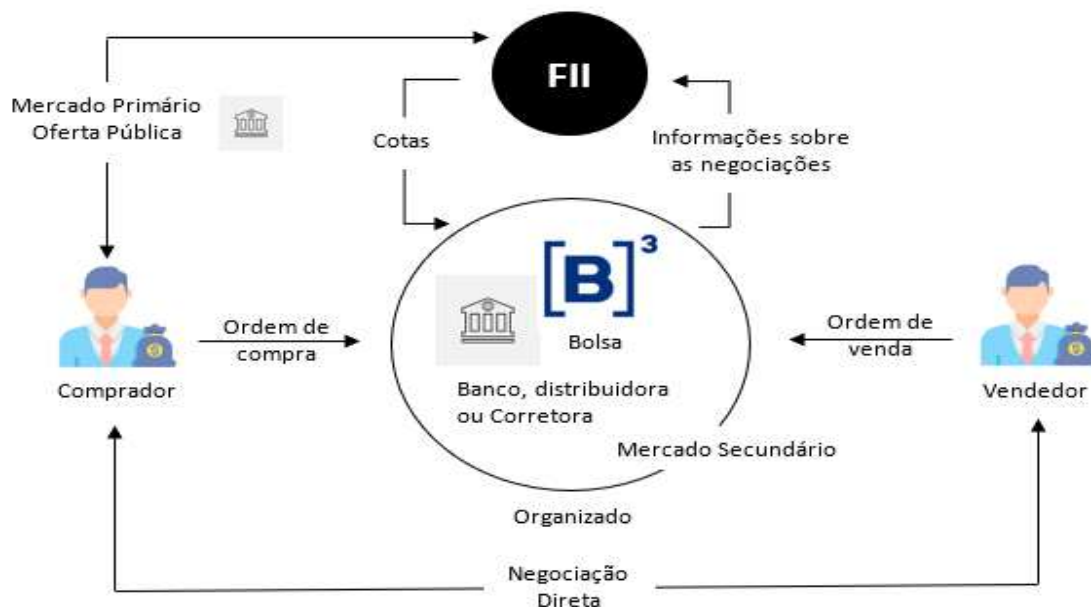 FII
Mercado Primário
Oferta Pública
Cotas
Informações sobre
as negociações
[B]³
Bolsa
Ordem de
compra
Ordem de
venda
Comprador
Banco, distribuidora
ou Corretora
Vendedor
Mercado Secundário
Organizado
Negociação
Direta